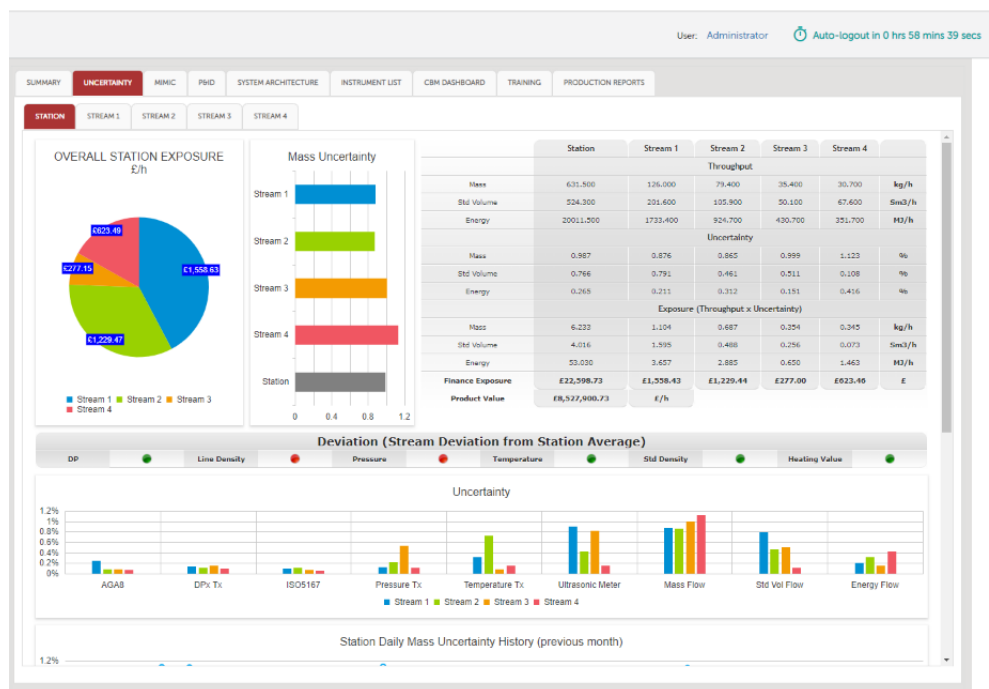 User: Administrator Auto-logout in 0 hrs 58 mins 39 secs
SUMMARY UNCERTAINTY MIMIC P&ID SYSTEM ARCHITECTURE INSTRUMENT LIST CBM DASHBOARD TRAINING PRODUCTION REPORTS
STATION STREAM 1 STREAM 2 STREAM 3 STREAM 4
OVERALL STATION EXPOSURE
£/h
£623.49
£277.15
£1,558.63
£1,229.47
Stream 1 Stream 2 Stream 3
Stream 4
Mass Uncertainty
Stream 1
Stream 2
Stream 3
Stream 4
Station
0 0.4 0.8 1.2
Station Stream 1 Stream 2 Stream 3 Stream 4
Throughput
Mass 631.500 126.000 79.400 35.400 30.700 kg/h
Std Volume 524.300 201.600 105.900 50.100 67.600 Sm3/h
Energy 20011.500 1733.400 924.700 430.700 351.700 MJ/h
Uncertainty
Mass 0.987 0.876 0.865 0.999 1.123 %
Std Volume 0.766 0.791 0.461 0.511 0.108 %
Energy 0.265 0.211 0.312 0.151 0.416 %
Exposure (Throughput x Uncertainty)
Mass 6.233 1.104 0.687 0.354 0.345 kg/h
Std Volume 4.016 1.595 0.488 0.256 0.073 Sm3/h
Energy 53.030 3.657 2.885 0.650 1.463 MJ/h
Finance Exposure £22,598.73 £1,558.43 £1,229.44 £277.00 £623.46 £
Product Value £8,527,900.73 £/h
Deviation (Stream Deviation from Station Average)
DP Line Density Pressure Temperature Std Density Heating Value
Uncertainty
1.2%
1%
0.8%
0.6%
0.4%
0.2%
0%
AGA8 DPx Tx ISO5167 Pressure Tx Temperature Tx Ultrasonic Meter Mass Flow Std Vol Flow Energy Flow
Stream 1 Stream 2 Stream 3 Stream 4
Station Daily Mass Uncertainty History (previous month)
1.2%